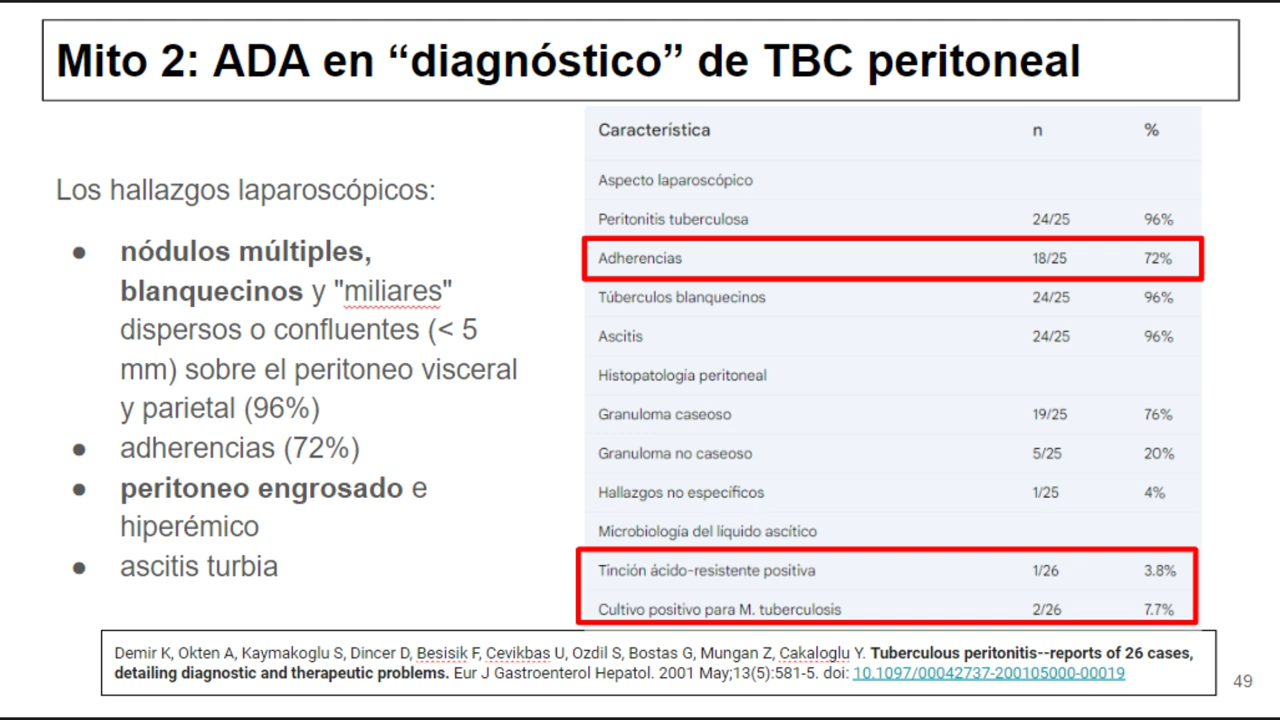 Mito 2: ADA en “diagnóstico” de TBC peritoneal
Los hallazgos laparoscópicos:
● nódulos múltiples,
blanquecinos y "miliares"
dispersos o confluentes (< 5
mm) sobre el peritoneo visceral
y parietal (96%)
● adherencias (72%)
● peritoneo engrosado e
hiperémico
● ascitis turbia
Característica n %
Aspecto laparoscópico
Peritonitis tuberculosa 24/25 96%
Adherencias 18/25 72%
Túberculos blanquecinos 24/25 96%
Ascitis 24/25 96%
Histopatología peritoneal
Granuloma caseoso 19/25 76%
Granuloma no caseoso 5/25 20%
Hallazgos no específicos 1/25 4%
Microbiología del líquido ascítico
Tinción ácido-resistente positiva 1/26 3.8%
Cultivo positivo para M. tuberculosis 2/26 7.7%
Demir K, Okten A, Kaymakoglu S, Dincer D, Besisik F, Cevikbas U, Ozdil S, Bostas G, Mungan Z, Cakaloglu Y. Tuberculous peritonitis--reports of 26 cases,
detailing diagnostic and therapeutic problems. Eur J Gastroenterol Hepatol. 2001 May;13(5):581-5. doi: 10.1097/00042737-200105000-00019
49